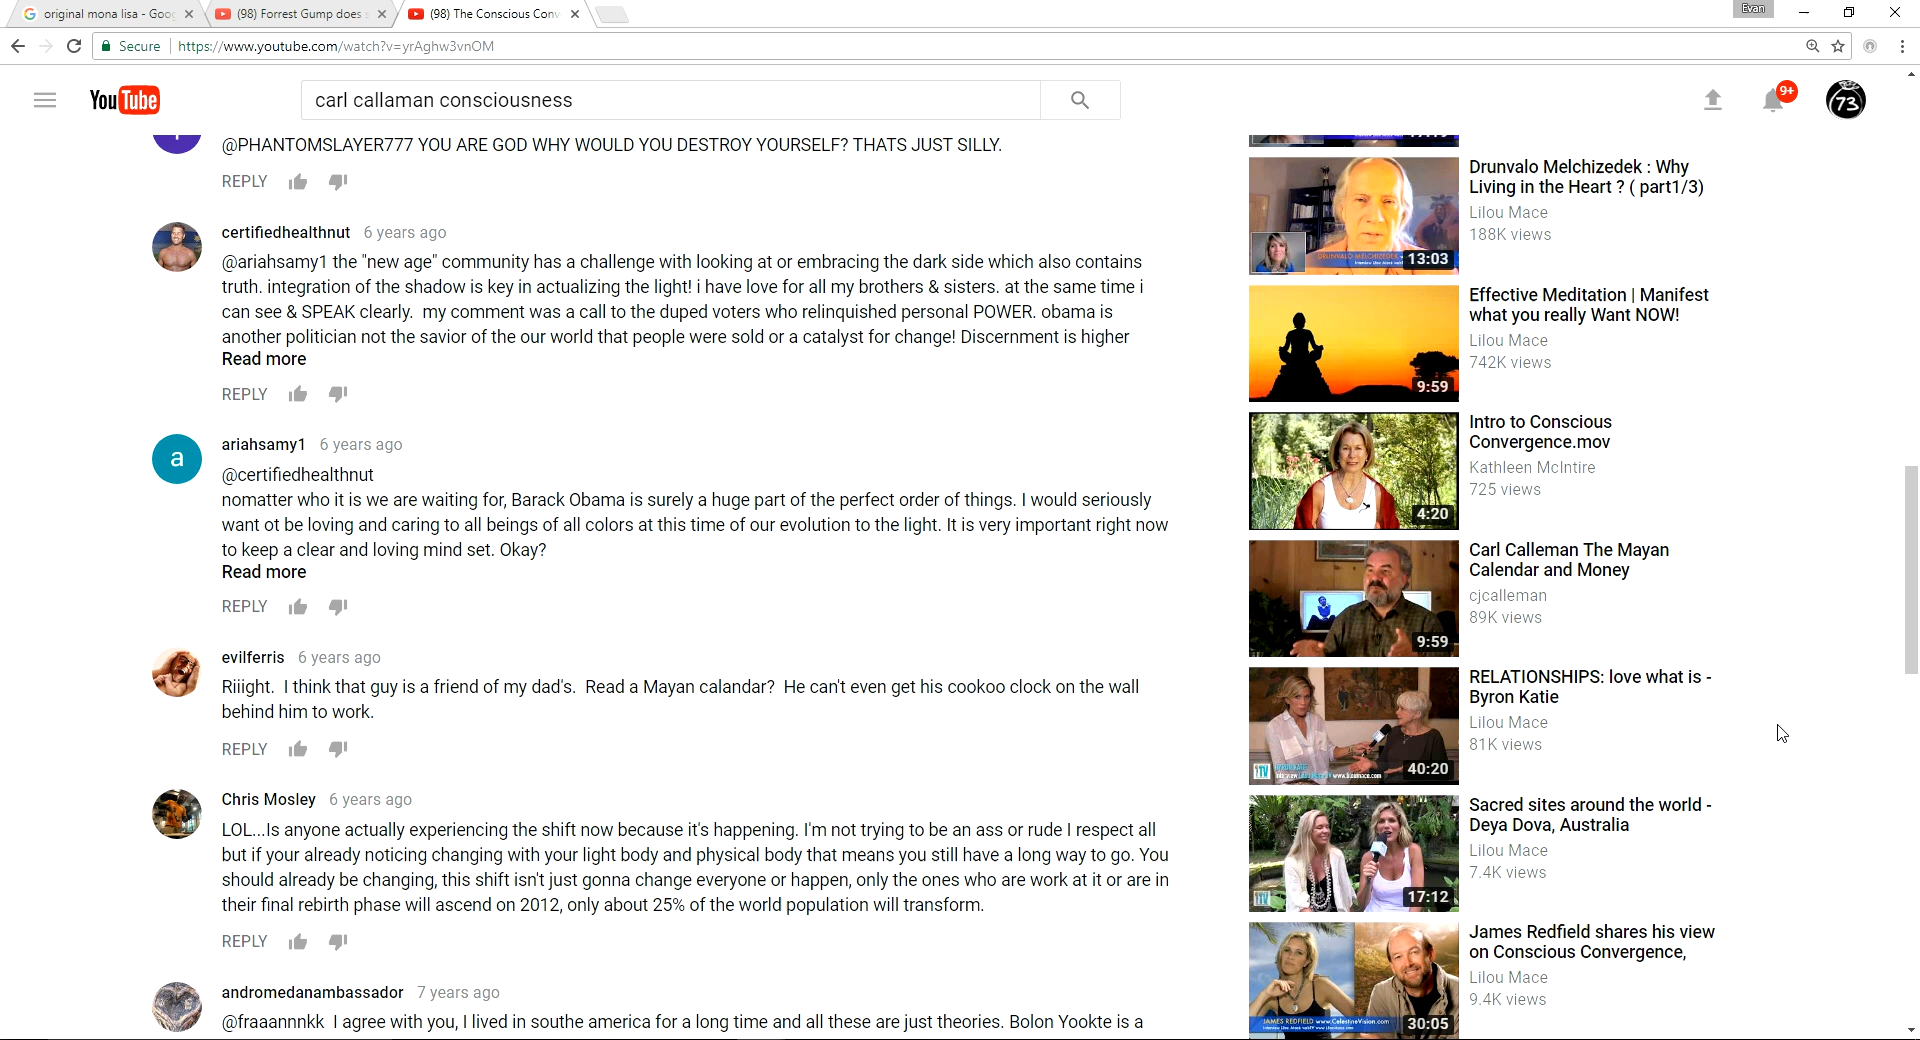 original mona lisa - Goo
(98) Forrest Gump does
(98) The Conscious Conv
Evan
Secure
https://www.youtube.com/watch?v=yrAghw3vnOM
YouTube
carl callaman consciousness
9+
73
@PHANTOMSLAYER777 YOU ARE GOD WHY WOULD YOU DESTROY YOURSELF? THATS JUST SILLY.
REPLY
certifiedhealthnut 6 years ago
@ariahsamy1 the "new age" community has a challenge with looking at or embracing the dark side which also contains
truth. integration of the shadow is key in actualizing the light! i have love for all my brothers & sisters. at the same time i
can see & SPEAK clearly.  my comment was a call to the duped voters who relinquished personal POWER. obama is
another politician not the savior of the our world that people were sold or a catalyst for change! Discernment is higher
Read more
REPLY
a
ariahsamy1 6 years ago
@certifiedhealthnut
nomatter who it is we are waiting for, Barack Obama is surely a huge part of the perfect order of things. I would seriously
want ot be loving and caring to all beings of all colors at this time of our evolution to the light. It is very important right now
to keep a clear and loving mind set. Okay?
Read more
REPLY
evilferris 6 years ago
Riiight.  I think that guy is a friend of my dad's.  Read a Mayan calandar?  He can't even get his cookoo clock on the wall
behind him to work.
REPLY
Chris Mosley 6 years ago
LOL...Is anyone actually experiencing the shift now because it's happening. I'm not trying to be an ass or rude I respect all
but if your already noticing changing with your light body and physical body that means you still have a long way to go. You
should already be changing, this shift isn't just gonna change everyone or happen, only the ones who are work at it or are in
their final rebirth phase will ascend on 2012, only about 25% of the world population will transform.
REPLY
andromedanambassador 7 years ago
@fraaannnkk  I agree with you, I lived in southe america for a long time and all these are just theories. Bolon Yookte is a
Drunvalo Melchizedek : Why
Living in the Heart ? ( part1/3)
Lilou Mace
188K views
DRUNVALO MELCHIZEDEK
13:03
Effective Meditation | Manifest
what you really Want NOW!
Lilou Mace
742K views
9:59
Intro to Conscious
Convergence.mov
Kathleen McIntire
725 views
4:20
Carl Calleman The Mayan
Calendar and Money
cjcalleman
89K views
9:59
RELATIONSHIPS: love what is -
Byron Katie
Lilou Mace
81K views
40:20
Sacred sites around the world -
Deya Dova, Australia
Lilou Mace
7.4K views
17:12
James Redfield shares his view
on Conscious Convergence,
Lilou Mace
9.4K views
JAMES REDFIELD www.CelestineVision.com
30:05